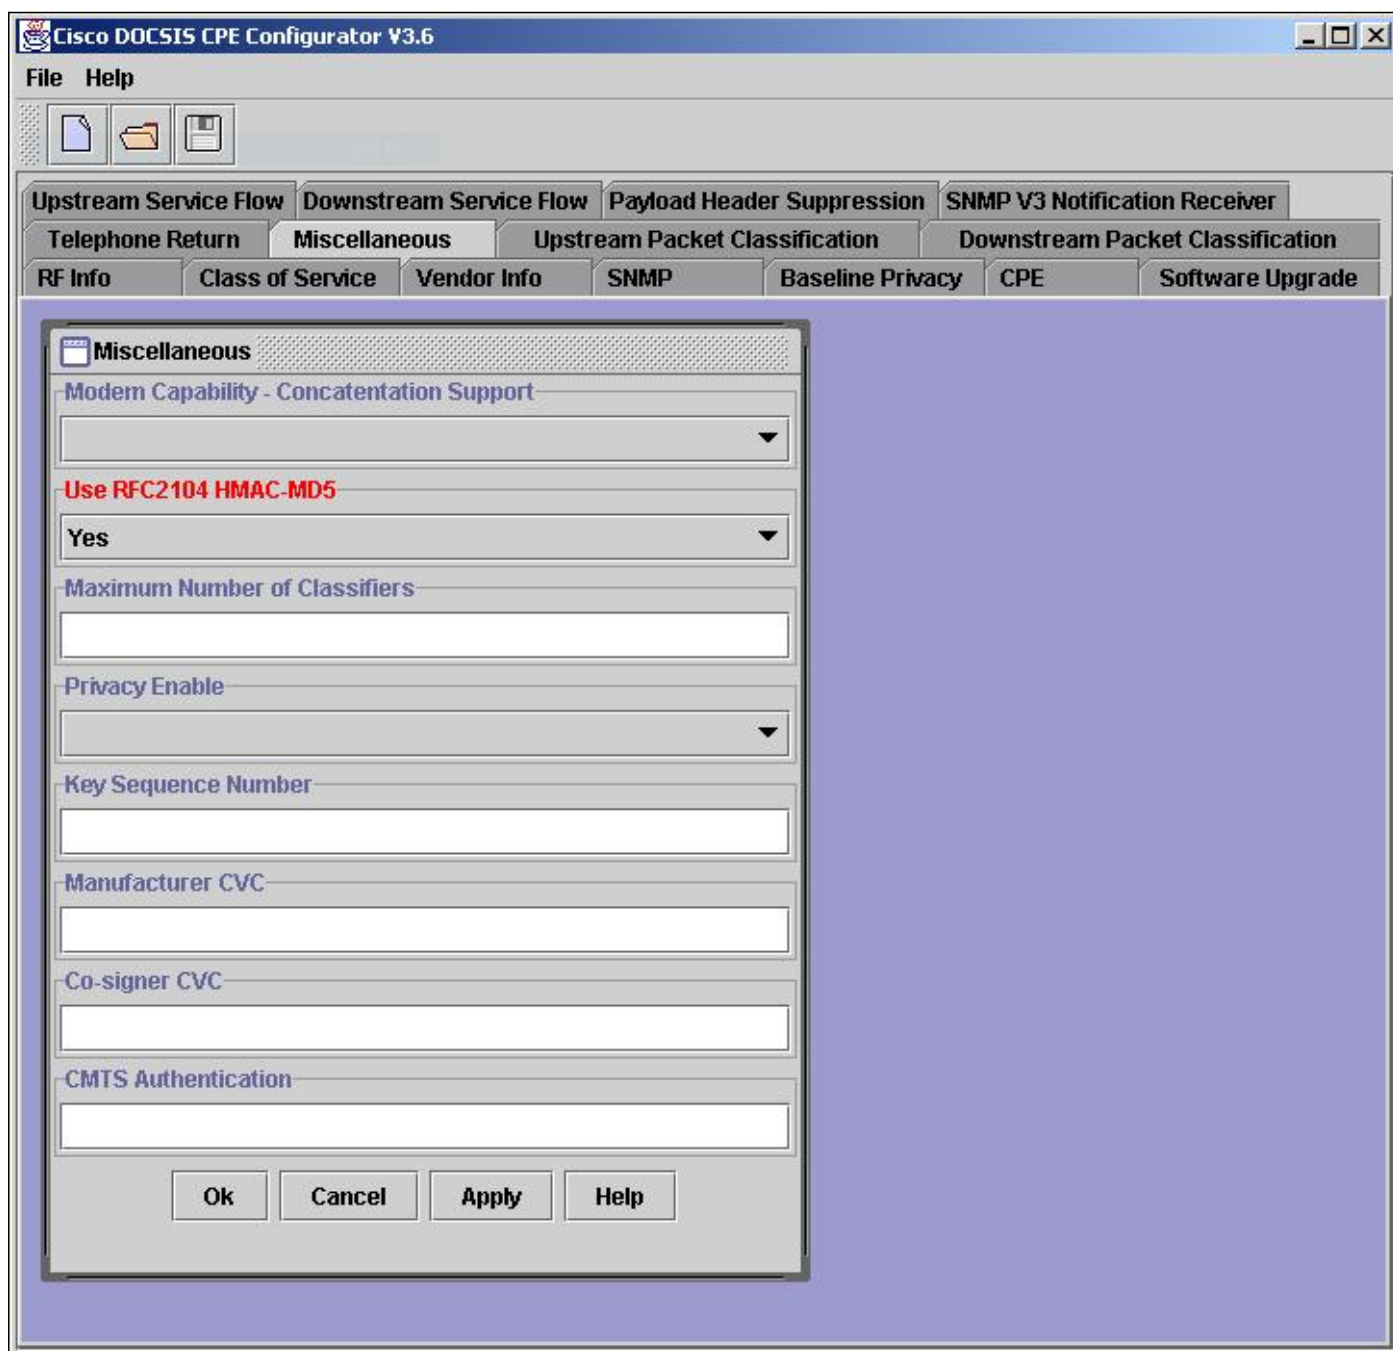 Cisco DOCSIS CPE Configurator V3.6
File Help
Upstream Service Flow Downstream Service Flow Payload Header Suppression SNMP V3 Notification Receiver
Telephone Return Miscellaneous Upstream Packet Classification Downstream Packet Classification
RF Info Class of Service Vendor Info SNMP Baseline Privacy CPE Software Upgrade
Miscellaneous
Modem Capability - Concatentation Support
Use RFC2104 HMAC-MD5
Yes
Maximum Number of Classifiers
Privacy Enable
Key Sequence Number
Manufacturer CVC
Co-signer CVC
CMTS Authentication
Ok Cancel Apply Help